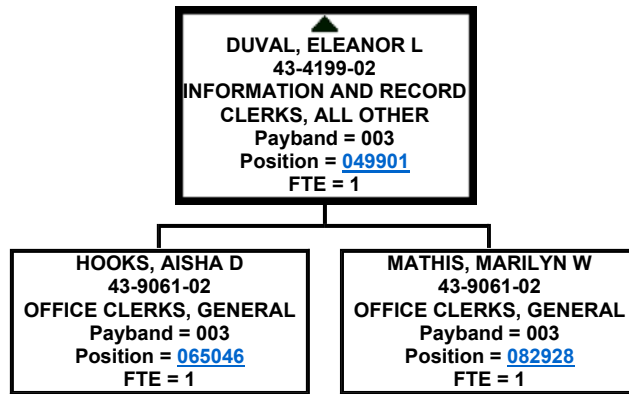 DUVAL, ELEANOR L
43-4199-02
INFORMATION AND RECORD
CLERKS, ALL OTHER
Payband = 003
Position = 049901
FTE = 1
HOOKS, AISHA D
43-9061-02
OFFICE CLERKS, GENERAL
Payband = 003
Position = 065046
FTE = 1
MATHIS, MARILYN W
43-9061-02
OFFICE CLERKS, GENERAL
Payband = 003
Position = 082928
FTE = 1